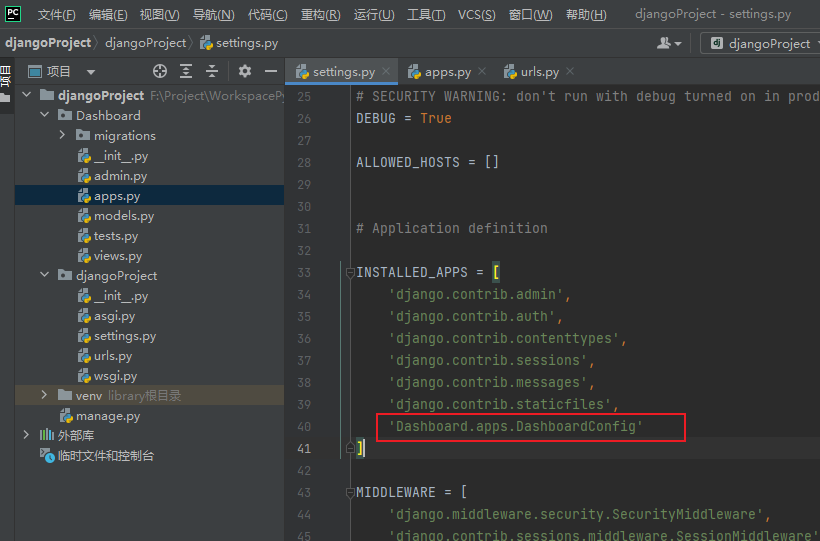 PC 文件(F) 编辑(E) 视图(V) 导航(N) 代码(C) 重构(R) 运行(U) 工具(T) VCS(S) 窗口(W) 帮助(H) djangoProject - settings.py
djangoProject djangoProject settings.py dj djangoProject
项目 项目 settings.py apps.py urls.py
djangoProject F:\Project\WorkspacePy
Dashboard
migrations
__init__.py
admin.py
apps.py
models.py
tests.py
views.py
djangoProject
__init__.py
asgi.py
settings.py
urls.py
wsgi.py
venv library根目录
manage.py
外部库
临时文件和控制台
25 # SECURITY WARNING: don't run with debug turned on in prod
26 DEBUG = True
27
28 ALLOWED_HOSTS = []
29
30
31 # Application definition
32
33 INSTALLED_APPS = [
34 'django.contrib.admin',
35 'django.contrib.auth',
36 'django.contrib.contenttypes',
37 'django.contrib.sessions',
38 'django.contrib.messages',
39 'django.contrib.staticfiles',
40 'Dashboard.apps.DashboardConfig'
41 ]
42
43 MIDDLEWARE = [
44 'django.middleware.security.SecurityMiddleware',
45 'django.contrib.sessions.middleware.SessionMiddleware'